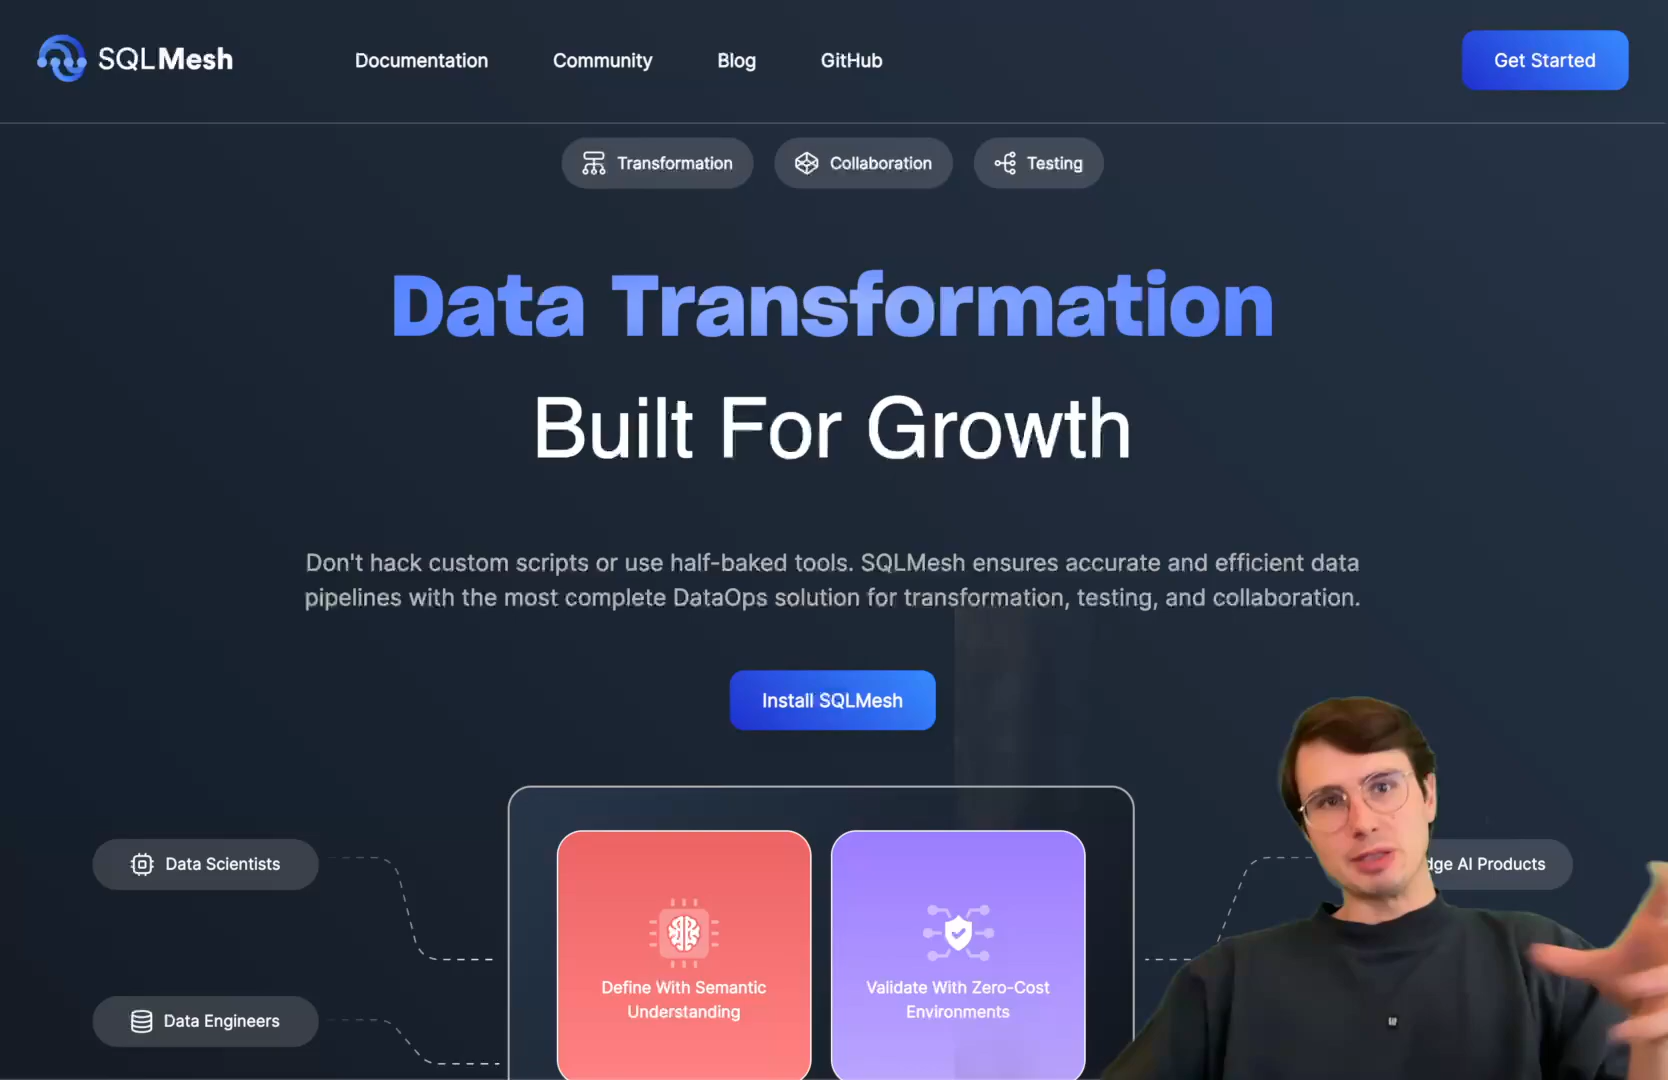 SQLMesh
Documentation
Community
Blog
GitHub
Get Started
Transformation
Collaboration
Testing
Data Transformation
Built For Growth
Don't hack custom scripts or use half-baked tools. SQLMesh ensures accurate and efficient data
pipelines with the most complete DataOps solution for transformation, testing, and collaboration.
Install SQLMesh
Data Scientists
AI Products
Define With Semantic
Understanding
Validate With Zero-Cost
Environments
Data Engineers